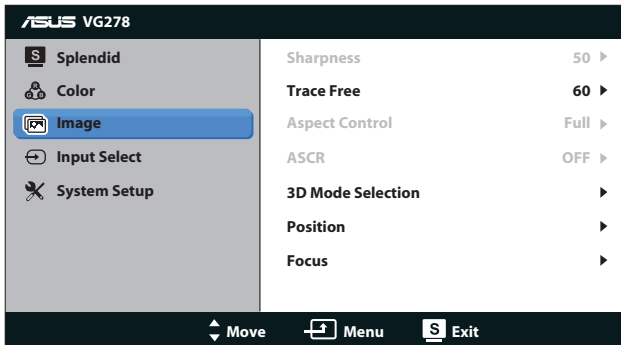 ASUS VG278
S Splendid
Color
Image
Input Select
System Setup
Sharpness 50
Trace Free 60
Aspect Control Full
ASCR OFF
3D Mode Selection
Position
Focus
Move Menu S Exit